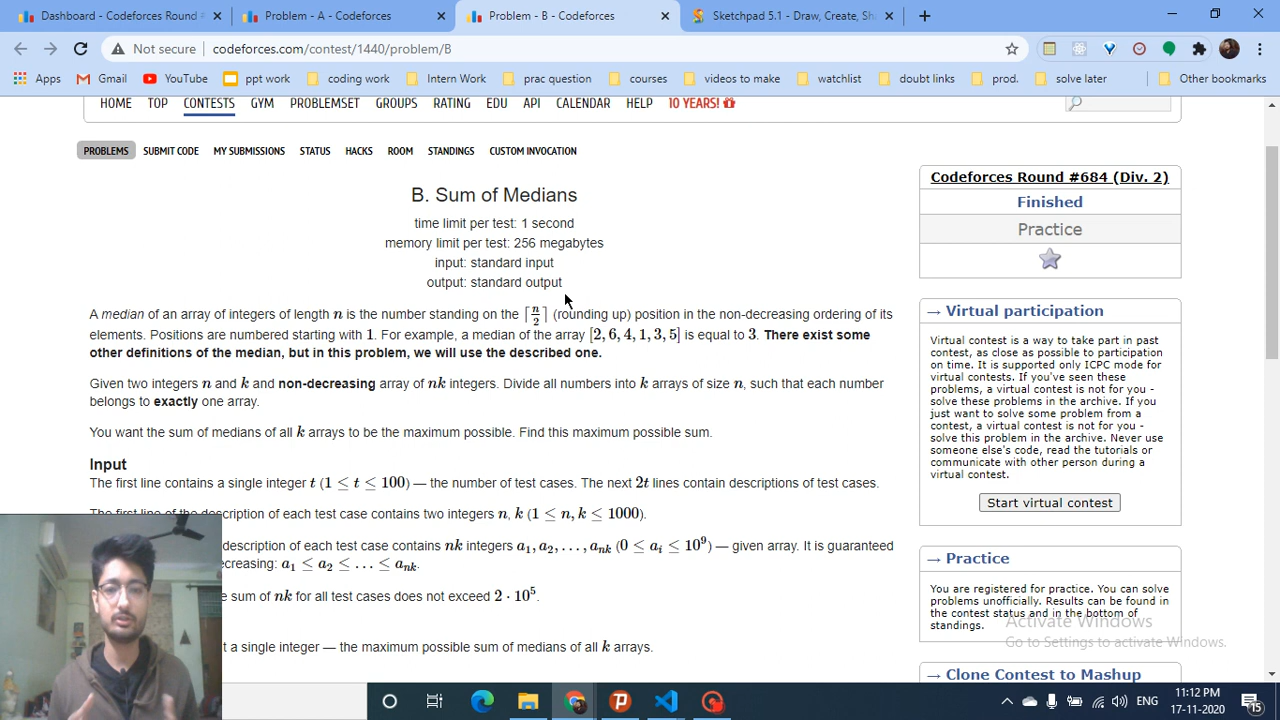 Dashboard - Codeforces Round #
Problem - A - Codeforces
Problem - B - Codeforces
Sketchpad 5.1 - Draw, Create, Sha
Not secure codeforces.com/contest/1440/problem/B
Apps Gmail YouTube ppt work coding work Intern Work prac question courses videos to make watchlist doubt links prod. solve later Other bookmarks
HOME TOP CONTESTS GYM PROBLEMSET GROUPS RATING EDU API CALENDAR HELP 10 YEARS!
PROBLEMS SUBMIT CODE MY SUBMISSIONS STATUS HACKS ROOM STANDINGS CUSTOM INVOCATION
B. Sum of Medians
time limit per test: 1 second
memory limit per test: 256 megabytes
input: standard input
output: standard output
A median of an array of integers of length n is the number standing on the ⌈n/2⌉ (rounding up) position in the non-decreasing ordering of its
elements. Positions are numbered starting with 1. For example, a median of the array [2, 6, 4, 1, 3, 5] is equal to 3. There exist some
other definitions of the median, but in this problem, we will use the described one.
Given two integers n and k and non-decreasing array of nk integers. Divide all numbers into k arrays of size n, such that each number
belongs to exactly one array.
You want the sum of medians of all k arrays to be the maximum possible. Find this maximum possible sum.
Input
The first line contains a single integer t (1 ≤ t ≤ 100) — the number of test cases. The next 2t lines contain descriptions of test cases.
The first line of the description of each test case contains two integers n, k (1 ≤ n, k ≤ 1000).
description of each test case contains nk integers a₁, a₂, …, aₙₖ (0 ≤ aᵢ ≤ 10⁹) — given array. It is guaranteed
creasing: a₁ ≤ a₂ ≤ … ≤ aₙₖ.
e sum of nk for all test cases does not exceed 2 · 10⁵.
t a single integer — the maximum possible sum of medians of all k arrays.
Codeforces Round #684 (Div. 2)
Finished
Practice
→ Virtual participation
Virtual contest is a way to take part in past
contest, as close as possible to participation
on time. It is supported only ICPC mode for
virtual contests. If you've seen these
problems, a virtual contest is not for you -
solve these problems in the archive. If you
just want to solve some problem from a
contest, a virtual contest is not for you -
solve this problem in the archive. Never use
someone else's code, read the tutorials or
communicate with other person during a
virtual contest.
Start virtual contest
→ Practice
You are registered for practice. You can solve
problems unofficially. Results can be found in
the contest status and in the bottom of
standings.
→ Clone Contest to Mashup
Activate Windows
Go to Settings to activate Windows.
ENG
11:12 PM
17-11-2020
15